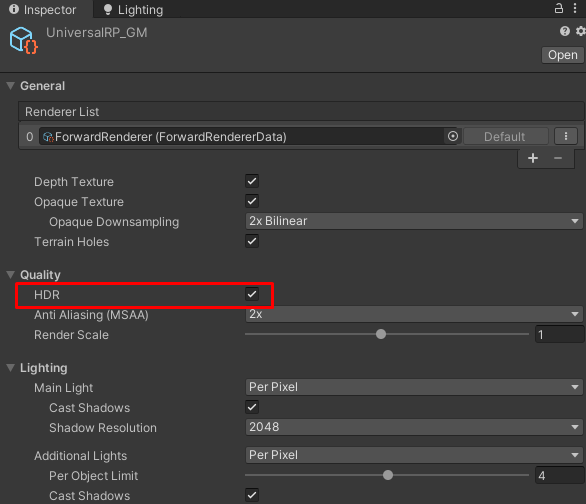 Inspector Lighting
UniversalRP_GM
Open
General
Renderer List
0 ForwardRenderer (ForwardRendererData) Default
Depth Texture
Opaque Texture
Opaque Downsampling 2x Bilinear
Terrain Holes
Quality
HDR
Anti Aliasing (MSAA) 2x
Render Scale 1
Lighting
Main Light Per Pixel
Cast Shadows
Shadow Resolution 2048
Additional Lights Per Pixel
Per Object Limit 4
Cast Shadows